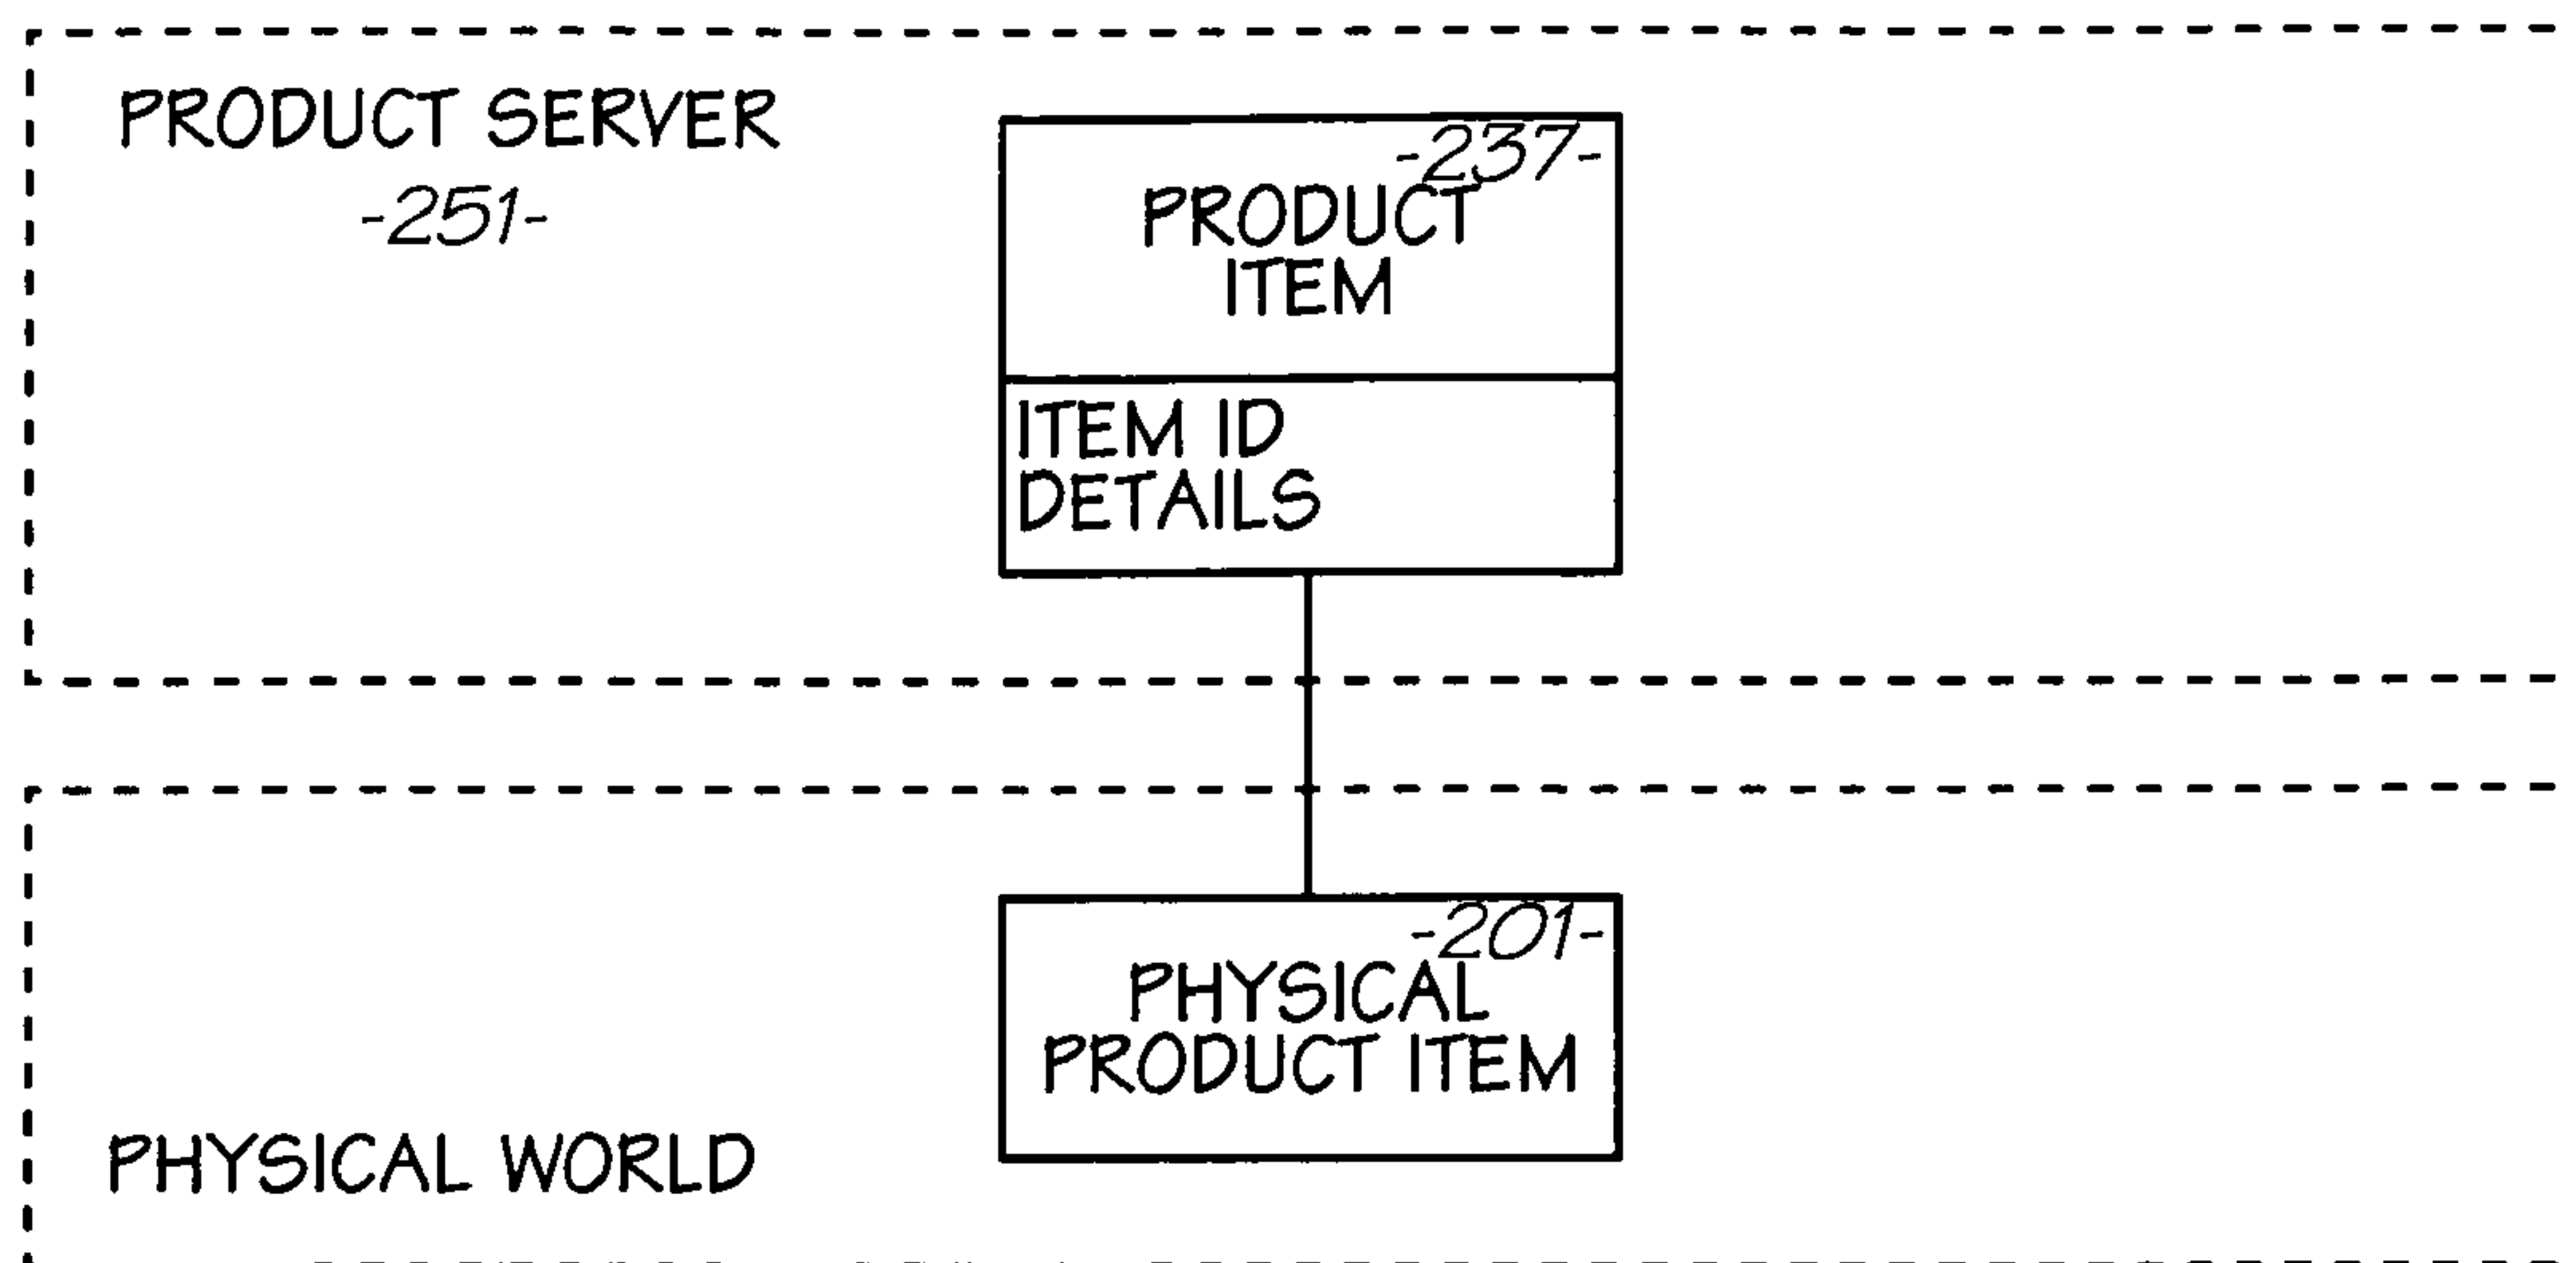 PRODUCT SERVER
-251-
-237-
PRODUCT
ITEM
ITEM ID
DETAILS
-201-
PHYSICAL
PRODUCT ITEM
PHYSICAL WORLD